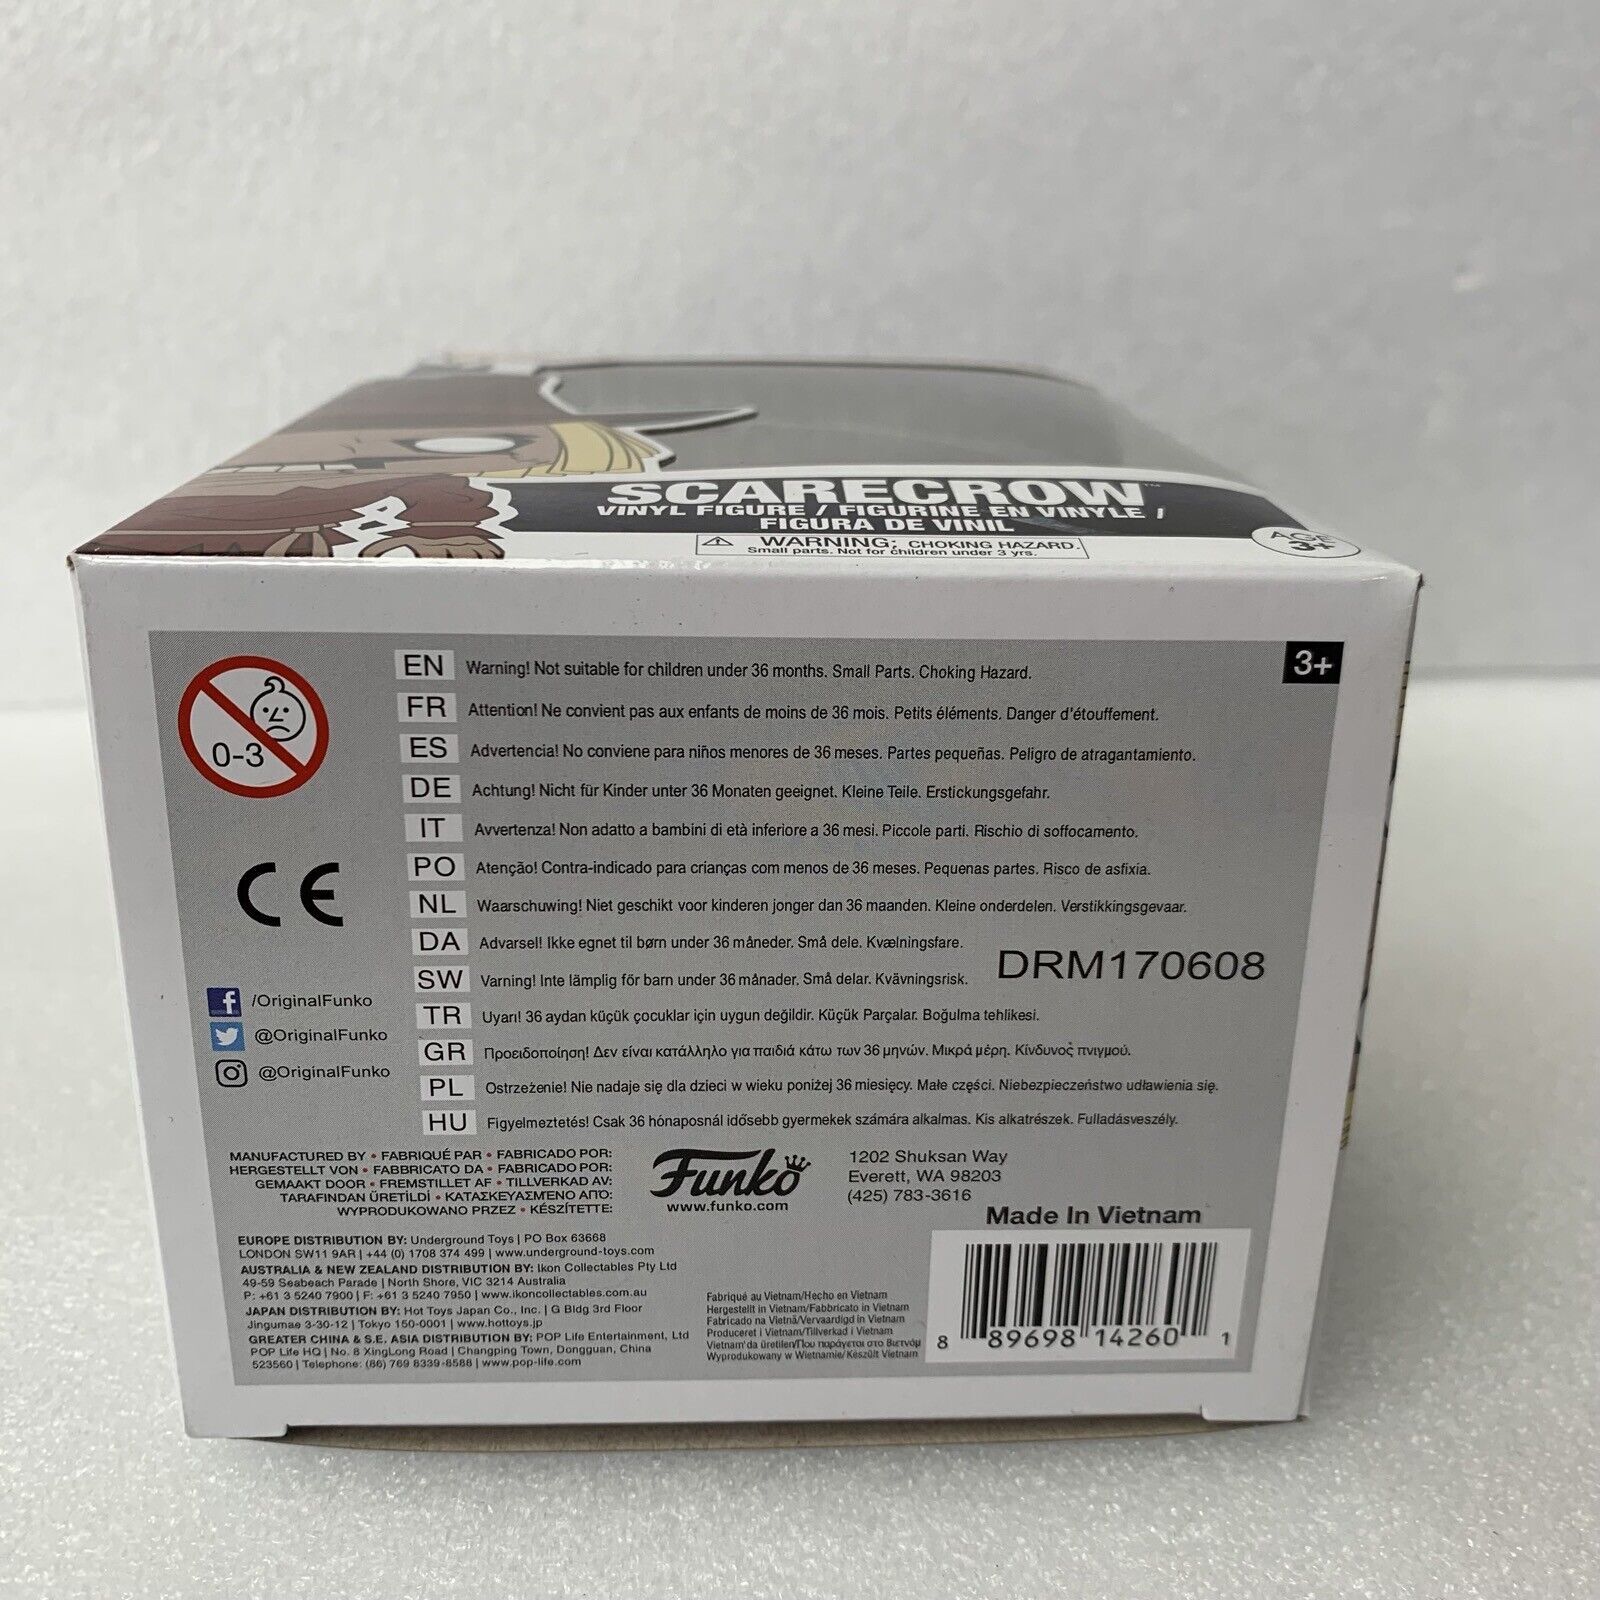 SCARECROW™
VINYL FIGURE / FIGURINE EN VINYLE /
FIGURA DE VINIL
⚠ WARNING: CHOKING HAZARD.
Small parts. Not for children under 3 yrs.
AGE
3+
3+
0-3
EN Warning! Not suitable for children under 36 months. Small Parts. Choking Hazard.
FR Attention! Ne convient pas aux enfants de moins de 36 mois. Petits éléments. Danger d'étouffement.
ES Advertencia! No conviene para niños menores de 36 meses. Partes pequeñas. Peligro de atragantamiento.
DE Achtung! Nicht für Kinder unter 36 Monaten geeignet. Kleine Teile. Erstickungsgefahr.
IT Avvertenza! Non adatto a bambini di età inferiore a 36 mesi. Piccole parti. Rischio di soffocamento.
PO Atenção! Contra-indicado para crianças com menos de 36 meses. Pequenas partes. Risco de asfixia.
NL Waarschuwing! Niet geschikt voor kinderen jonger dan 36 maanden. Kleine onderdelen. Verstikkingsgevaar.
DA Advarsel! Ikke egnet til børn under 36 måneder. Små dele. Kvælningsfare.
SW Varning! Inte lämplig för barn under 36 månader. Små delar. Kvävningsrisk.
TR Uyarı! 36 aydan küçük çocuklar için uygun değildir. Küçük Parçalar. Boğulma tehlikesi.
GR Προειδοποίηση! Δεν είναι κατάλληλο για παιδιά κάτω των 36 μηνών. Μικρά μέρη. Κίνδυνος πνιγμού.
PL Ostrzeżenie! Nie nadaje się dla dzieci w wieku poniżej 36 miesięcy. Małe części. Niebezpieczeństwo udławienia się.
HU Figyelmeztetés! Csak 36 hónaposnál idősebb gyermekek számára alkalmas. Kis alkatrészek. Fulladásveszély.
CE
DRM170608
/OriginalFunko
@OriginalFunko
@OriginalFunko
MANUFACTURED BY • FABRIQUÉ PAR • FABRICADO POR:
HERGESTELLT VON • FABBRICATO DA • FABRICADO POR:
GEMAAKT DOOR • FREMSTILLET AF • TILLVERKAD AV:
TARAFINDAN ÜRETİLDİ • ΚΑΤΑΣΚΕΥΑΣΜΈΝΟ ΑΠΌ:
WYPRODUKOWANO PRZEZ • KÉSZÍTETTE:
Funko
www.funko.com
1202 Shuksan Way
Everett, WA 98203
(425) 783-3616
Made In Vietnam
EUROPE DISTRIBUTION BY: Underground Toys | PO Box 63668
LONDON SW11 9AR | +44 (0) 1708 374 499 | www.underground-toys.com
AUSTRALIA & NEW ZEALAND DISTRIBUTION BY: Ikon Collectables Pty Ltd
49-59 Seabeach Parade | North Shore, VIC 3214 Australia
P: +61 3 5240 7900 | F: +61 3 5240 7950 | www.ikoncollectables.com.au
JAPAN DISTRIBUTION BY: Hot Toys Japan Co., Inc. | G Bldg 3rd Floor
Jingumae 3-30-12 | Tokyo 150-0001 | www.hottoys.jp
GREATER CHINA & S.E. ASIA DISTRIBUTION BY: POP Life Entertainment, Ltd
POP Life HQ | No. 8 XingLong Road | Changping Town, Dongguan, China
523560 | Telephone: (86) 769 8339-8588 | www.pop-life.com
Fabriqué au Vietnam/Hecho en Vietnam
Hergestellt in Vietnam/Fabbricato in Vietnam
Fabricado na Vietnã/Vervaardigd in Vietnam
Produceret i Vietnam/Tillverkad i Vietnam
Vietnam'da üretilen/Που παράγεται στο Βιετνάμ
Wyprodukowany w Wietnamie/Készült Vietnam
8 89698 14260 1